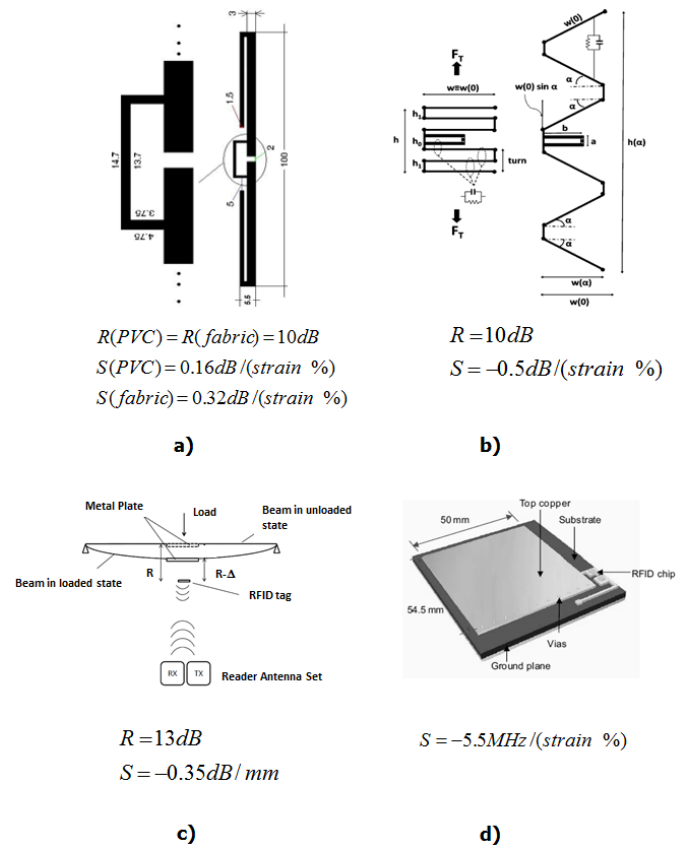 3
14.7
13.7
3.75
4.75
1.5
2
100
5
5.5
R(PVC)=R(fabric)=10dB
S(PVC)=0.16dB/(strain %)
S(fabric)=0.32dB/(strain %)
a)
F_T
w≡w(0)
h
h₁
h₀
h₁
turn
F_T
w(0)
w(0) sin α
α
α
b
a
h(α)
α
α
w(α)
w(0)
R=10dB
S=−0.5dB/(strain %)
b)
Metal Plate
Load
Beam in unloaded
state
Beam in loaded state
R
R-Δ
RFID tag
RX
TX
Reader Antenna Set
R=13dB
S=−0.35dB/mm
c)
Top copper
50 mm
Substrate
RFID chip
54.5 mm
Vias
Ground plane
S=−5.5MHz/(strain %)
d)